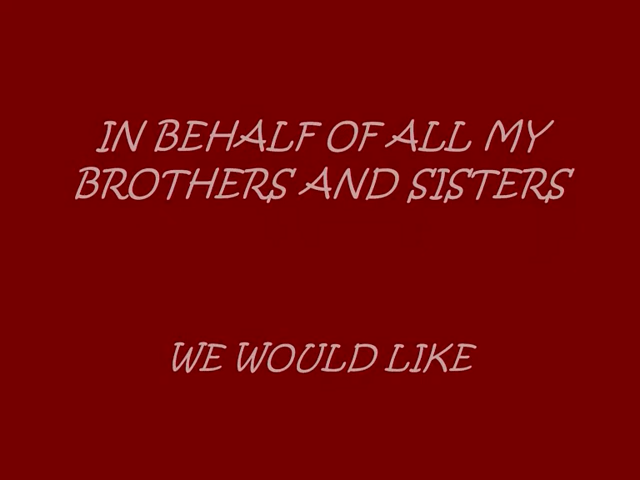 IN BEHALF OF ALL MY
BROTHERS AND SISTERS
WE WOULD LIKE